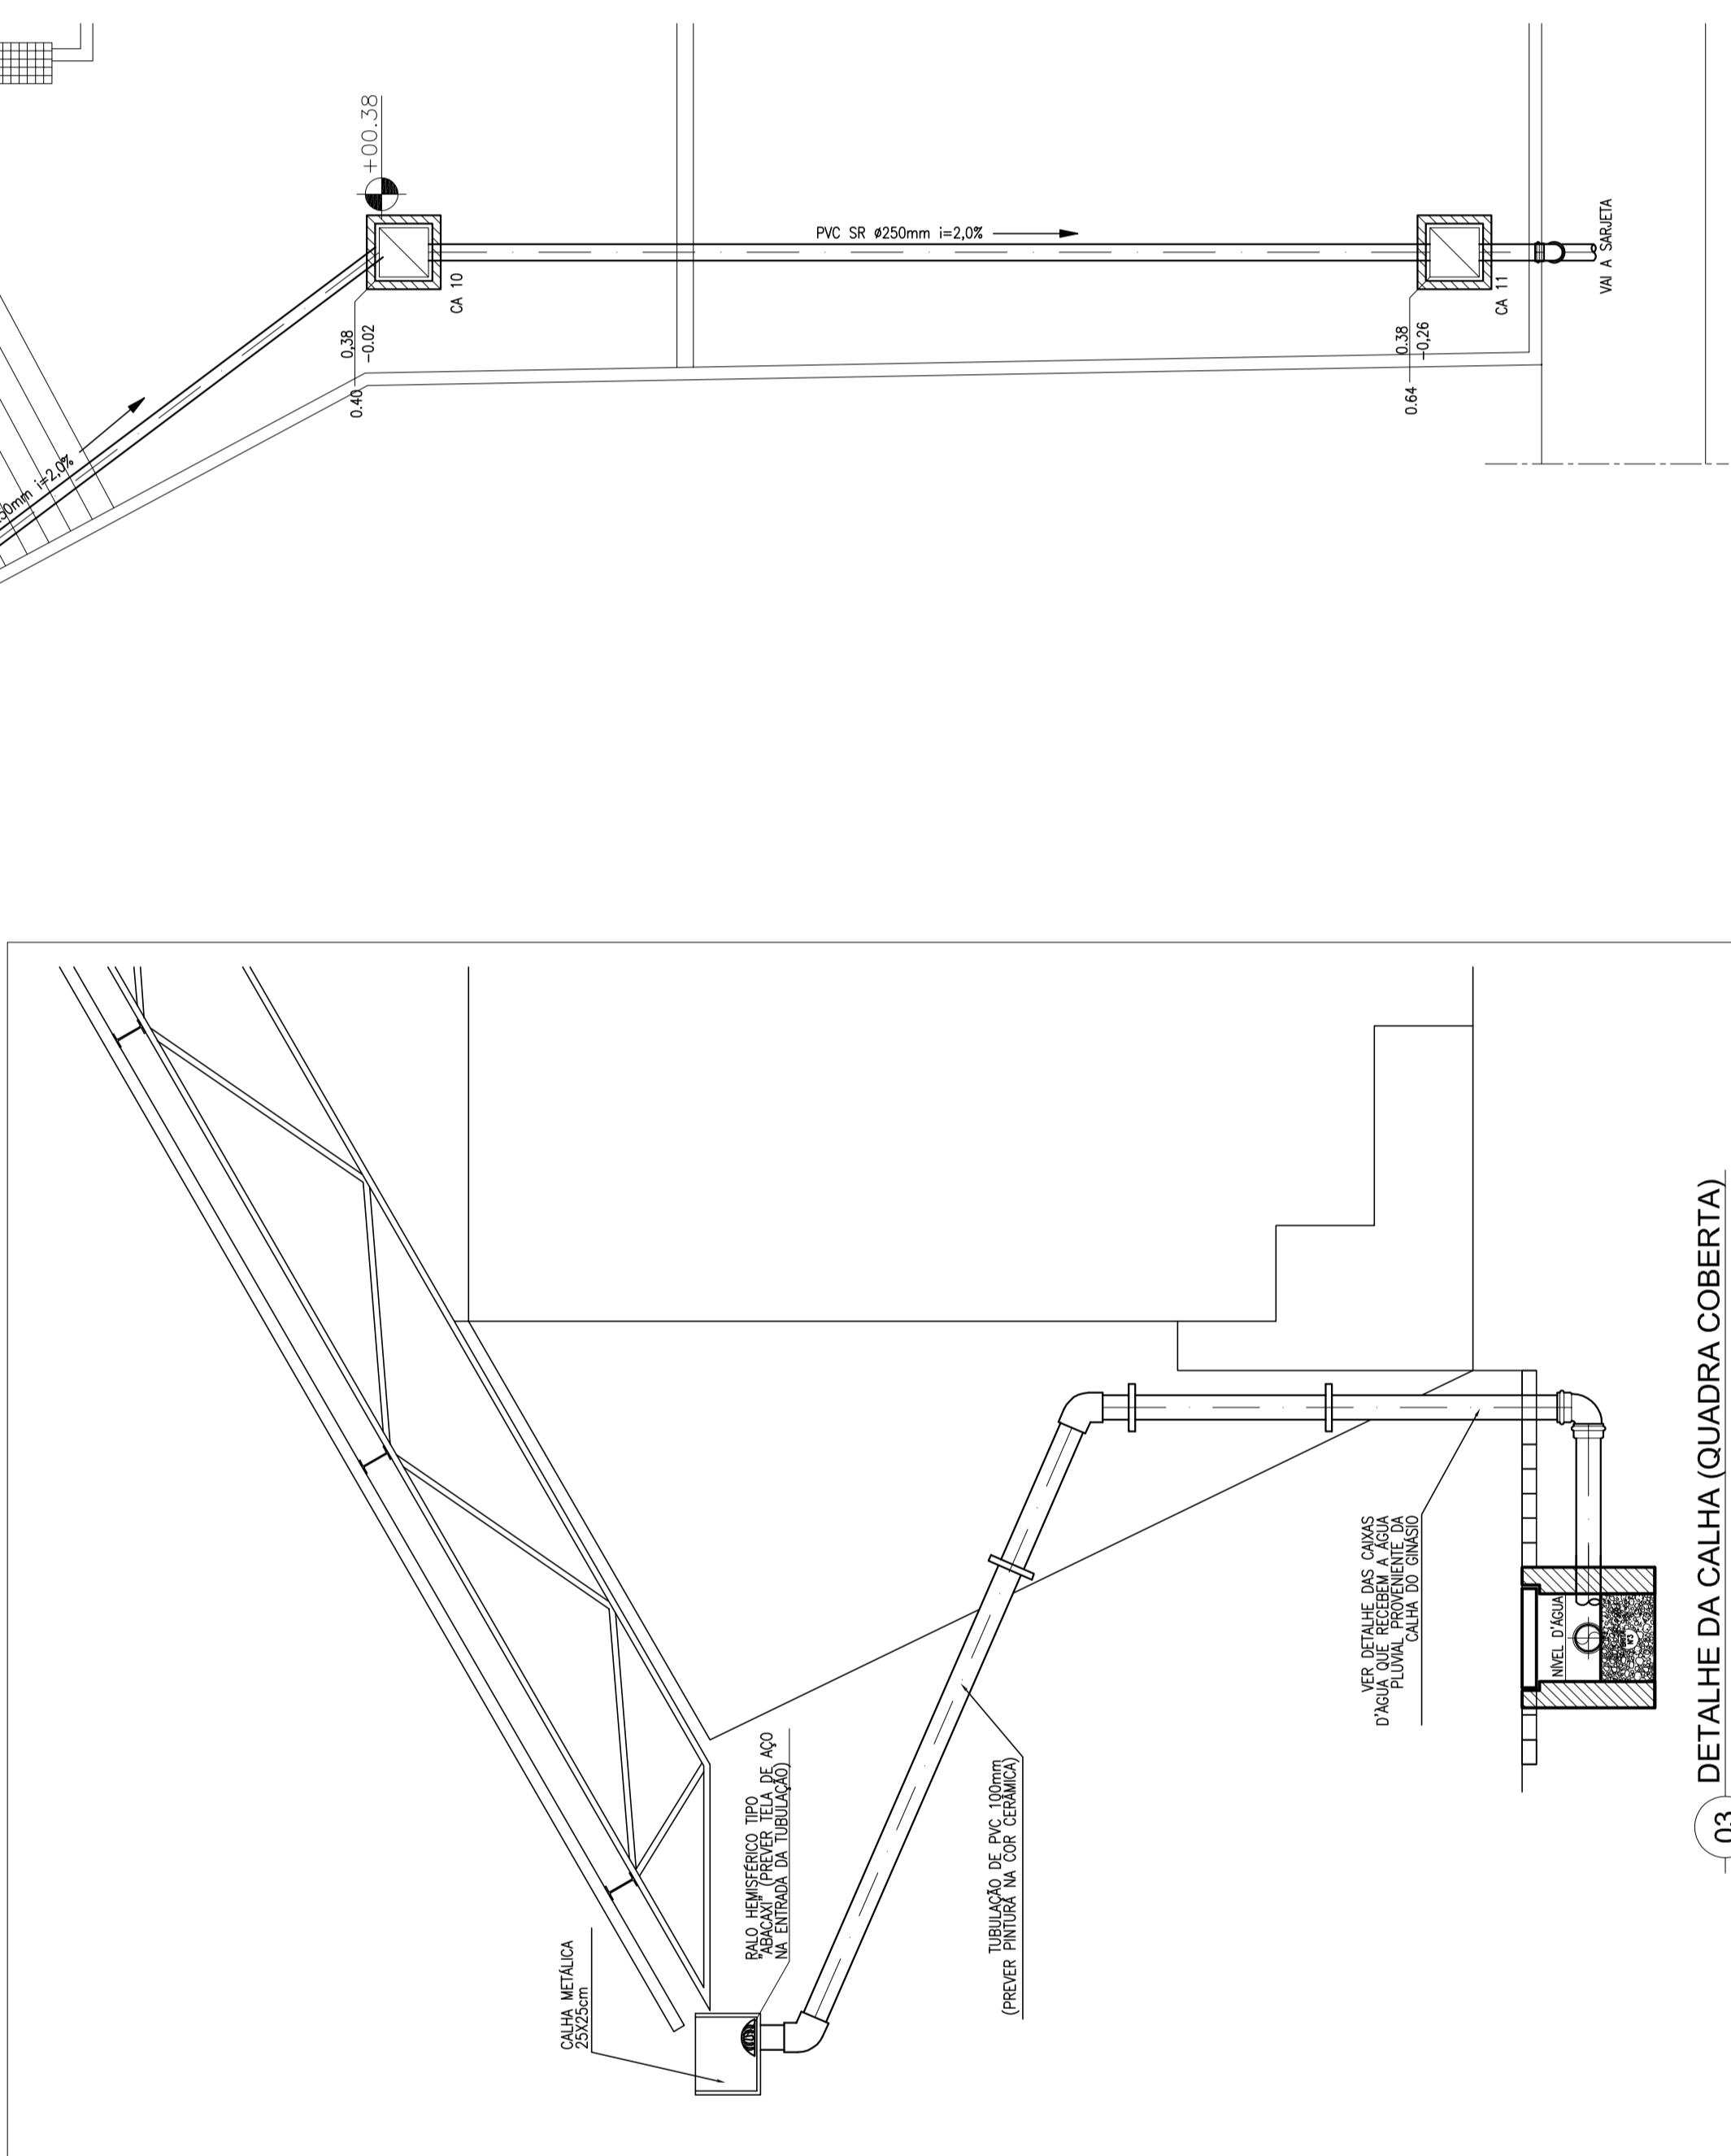 +00.38
PVC SR ø250mm i=2,0%
CA 10
0,38
-0.02
0.40
i=2,0%
CA 11
0.38
-0,26
0.64
VAI A SARJETA
CALHA METÁLICA
25X25cm
RALO HEMISFÉRICO TIPO
"ABACAXI" (PREVER TELA DE AÇO
NA ENTRADA DA TUBULAÇÃO)
TUBULAÇÃO DE PVC 100mm
(PREVER PINTURA NA COR CERÂMICA)
VER DETALHE DAS CAIXAS
D'ÁGUA QUE RECEBEM A ÁGUA
PLUVIAL PROVENIENTE DA
CALHA DO GINÁSIO
NÍVEL D'ÁGUA
N'3
03
DETALHE DA CALHA (QUADRA COBERTA)